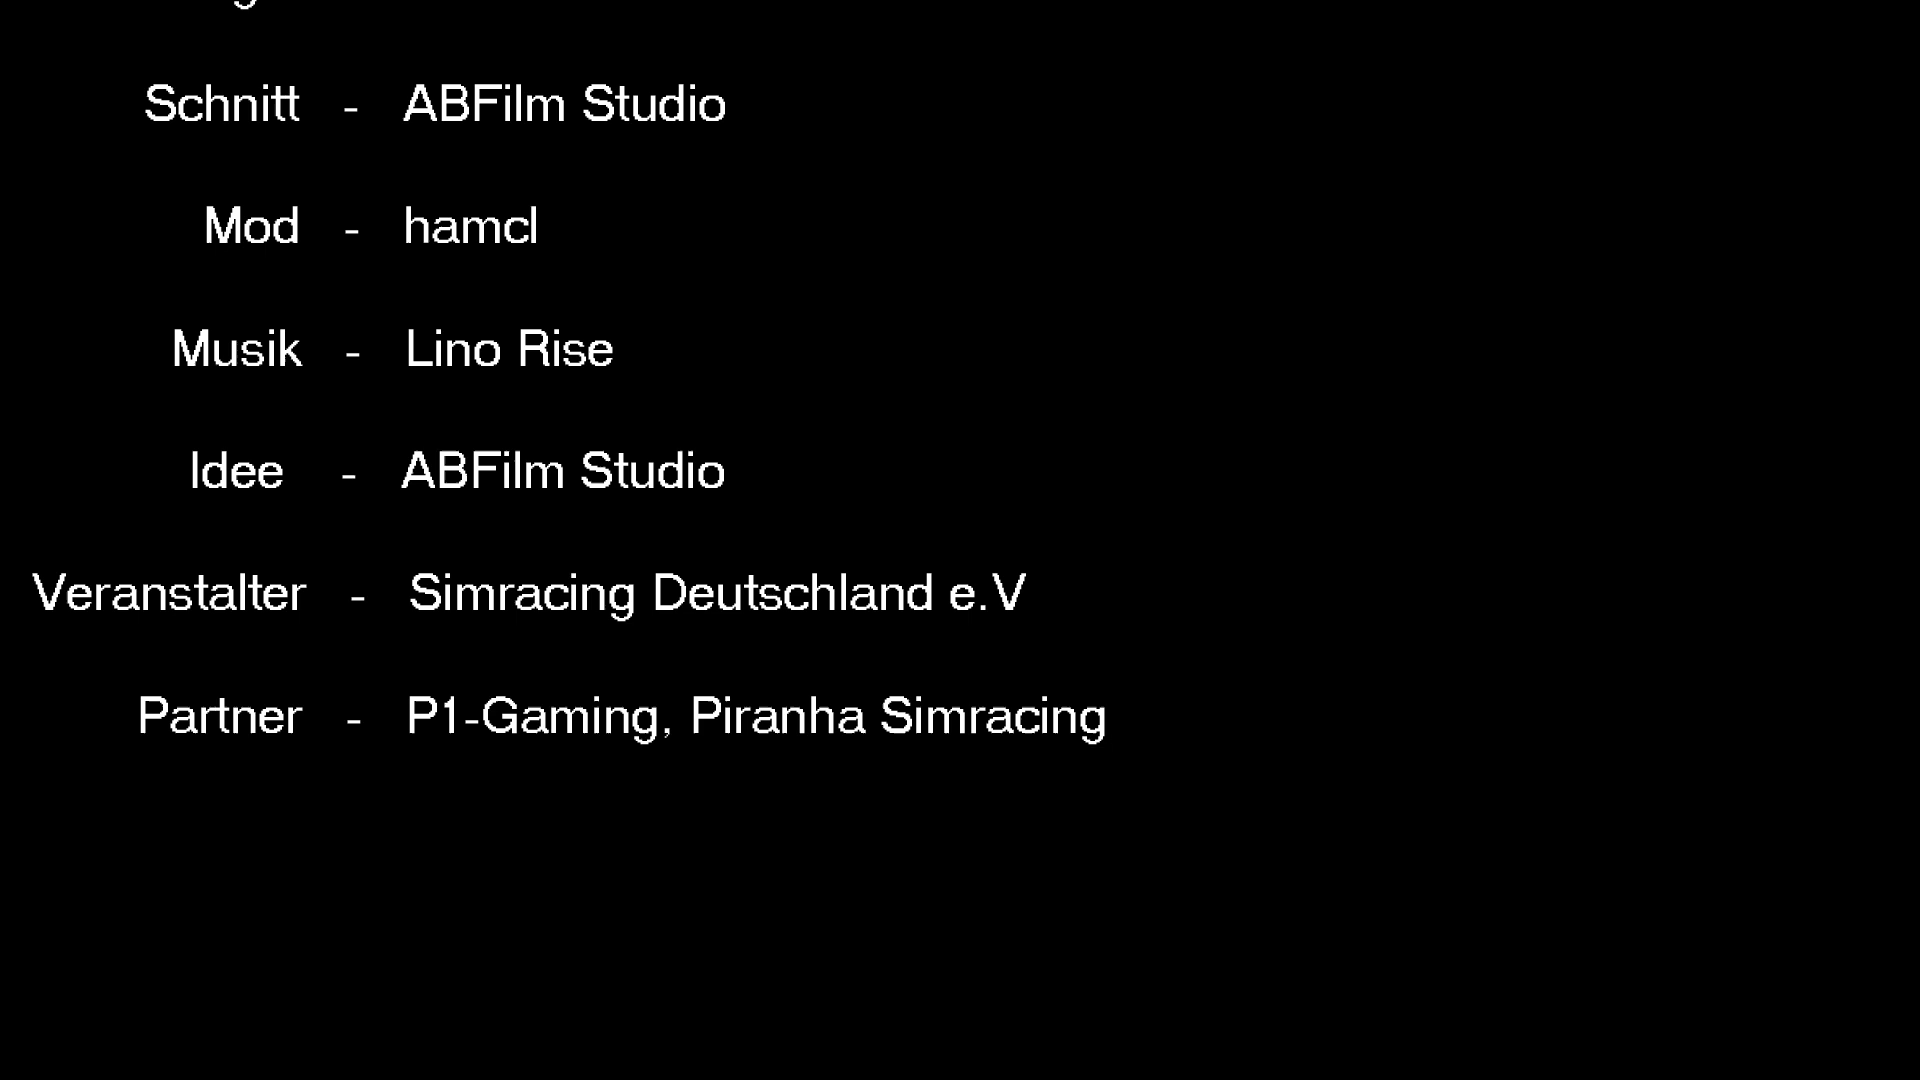 Schnitt - ABFilm Studio
Mod - hamcl
Musik - Lino Rise
Idee - ABFilm Studio
Veranstalter - Simracing Deutschland e.V
Partner - P1-Gaming, Piranha Simracing